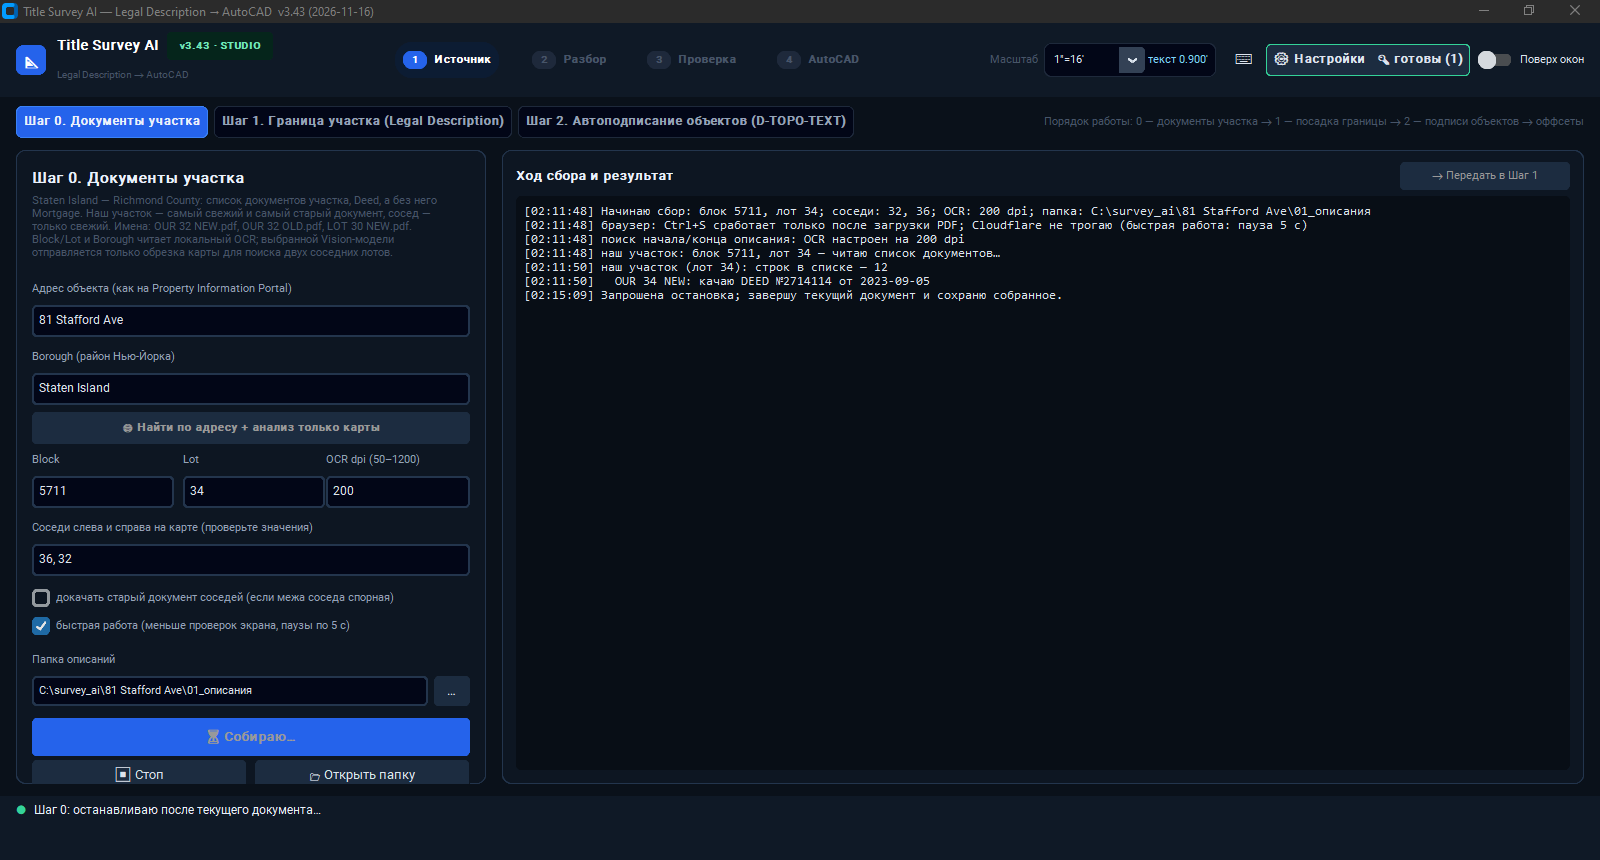 Title Survey AI — Legal Description → AutoCAD v3.43 (2026-11-16)
Title Survey AI
v3.43 · STUDIO
Legal Description → AutoCAD
1 Источник
2 Разбор
3 Проверка
4 AutoCAD
Масштаб
1"=16'
текст 0.900'
Настройки
готовы (1)
Поверх окон
Шаг 0. Документы участка
Шаг 1. Граница участка (Legal Description)
Шаг 2. Автоподписание объектов (D-TOPO-TEXT)
Порядок работы: 0 — документы участка → 1 — посадка границы → 2 — подписи объектов → оффсеты
Шаг 0. Документы участка
Staten Island — Richmond County: список документов участка, Deed, а без него
Mortgage. Наш участок — самый свежий и самый старый документ, сосед —
только свежий. Имена: OUR 32 NEW.pdf, OUR 32 OLD.pdf, LOT 30 NEW.pdf.
Block/Lot и Borough читает локальный OCR; выбранной Vision-модели
отправляется только обрезка карты для поиска двух соседних лотов.
Адрес объекта (как на Property Information Portal)
81 Stafford Ave
Borough (район Нью-Йорка)
Staten Island
Найти по адресу + анализ только карты
Block
Lot
OCR dpi (50–1200)
5711
34
200
Соседи слева и справа на карте (проверьте значения)
36, 32
докачать старый документ соседей (если межа соседа спорная)
быстрая работа (меньше проверок экрана, паузы по 5 с)
Папка описаний
C:\survey_ai\81 Stafford Ave\01_описания
...
Собираю…
Стоп
Открыть папку
Ход сбора и результат
→ Передать в Шаг 1
[02:11:48] Начинаю сбор: блок 5711, лот 34; соседи: 32, 36; OCR: 200 dpi; папка: C:\survey_ai\81 Stafford Ave\01_описания
[02:11:48] браузер: Ctrl+S сработает только после загрузки PDF; Cloudflare не трогаю (быстрая работа: пауза 5 с)
[02:11:48] поиск начала/конца описания: OCR настроен на 200 dpi
[02:11:48] наш участок: блок 5711, лот 34 — читаю список документов…
[02:11:50] наш участок (лот 34): строк в списке — 12
[02:11:50] OUR 34 NEW: качаю DEED №2714114 от 2023-09-05
[02:15:09] Запрошена остановка; завершу текущий документ и сохраню собранное.
Шаг 0: останавливаю после текущего документа…